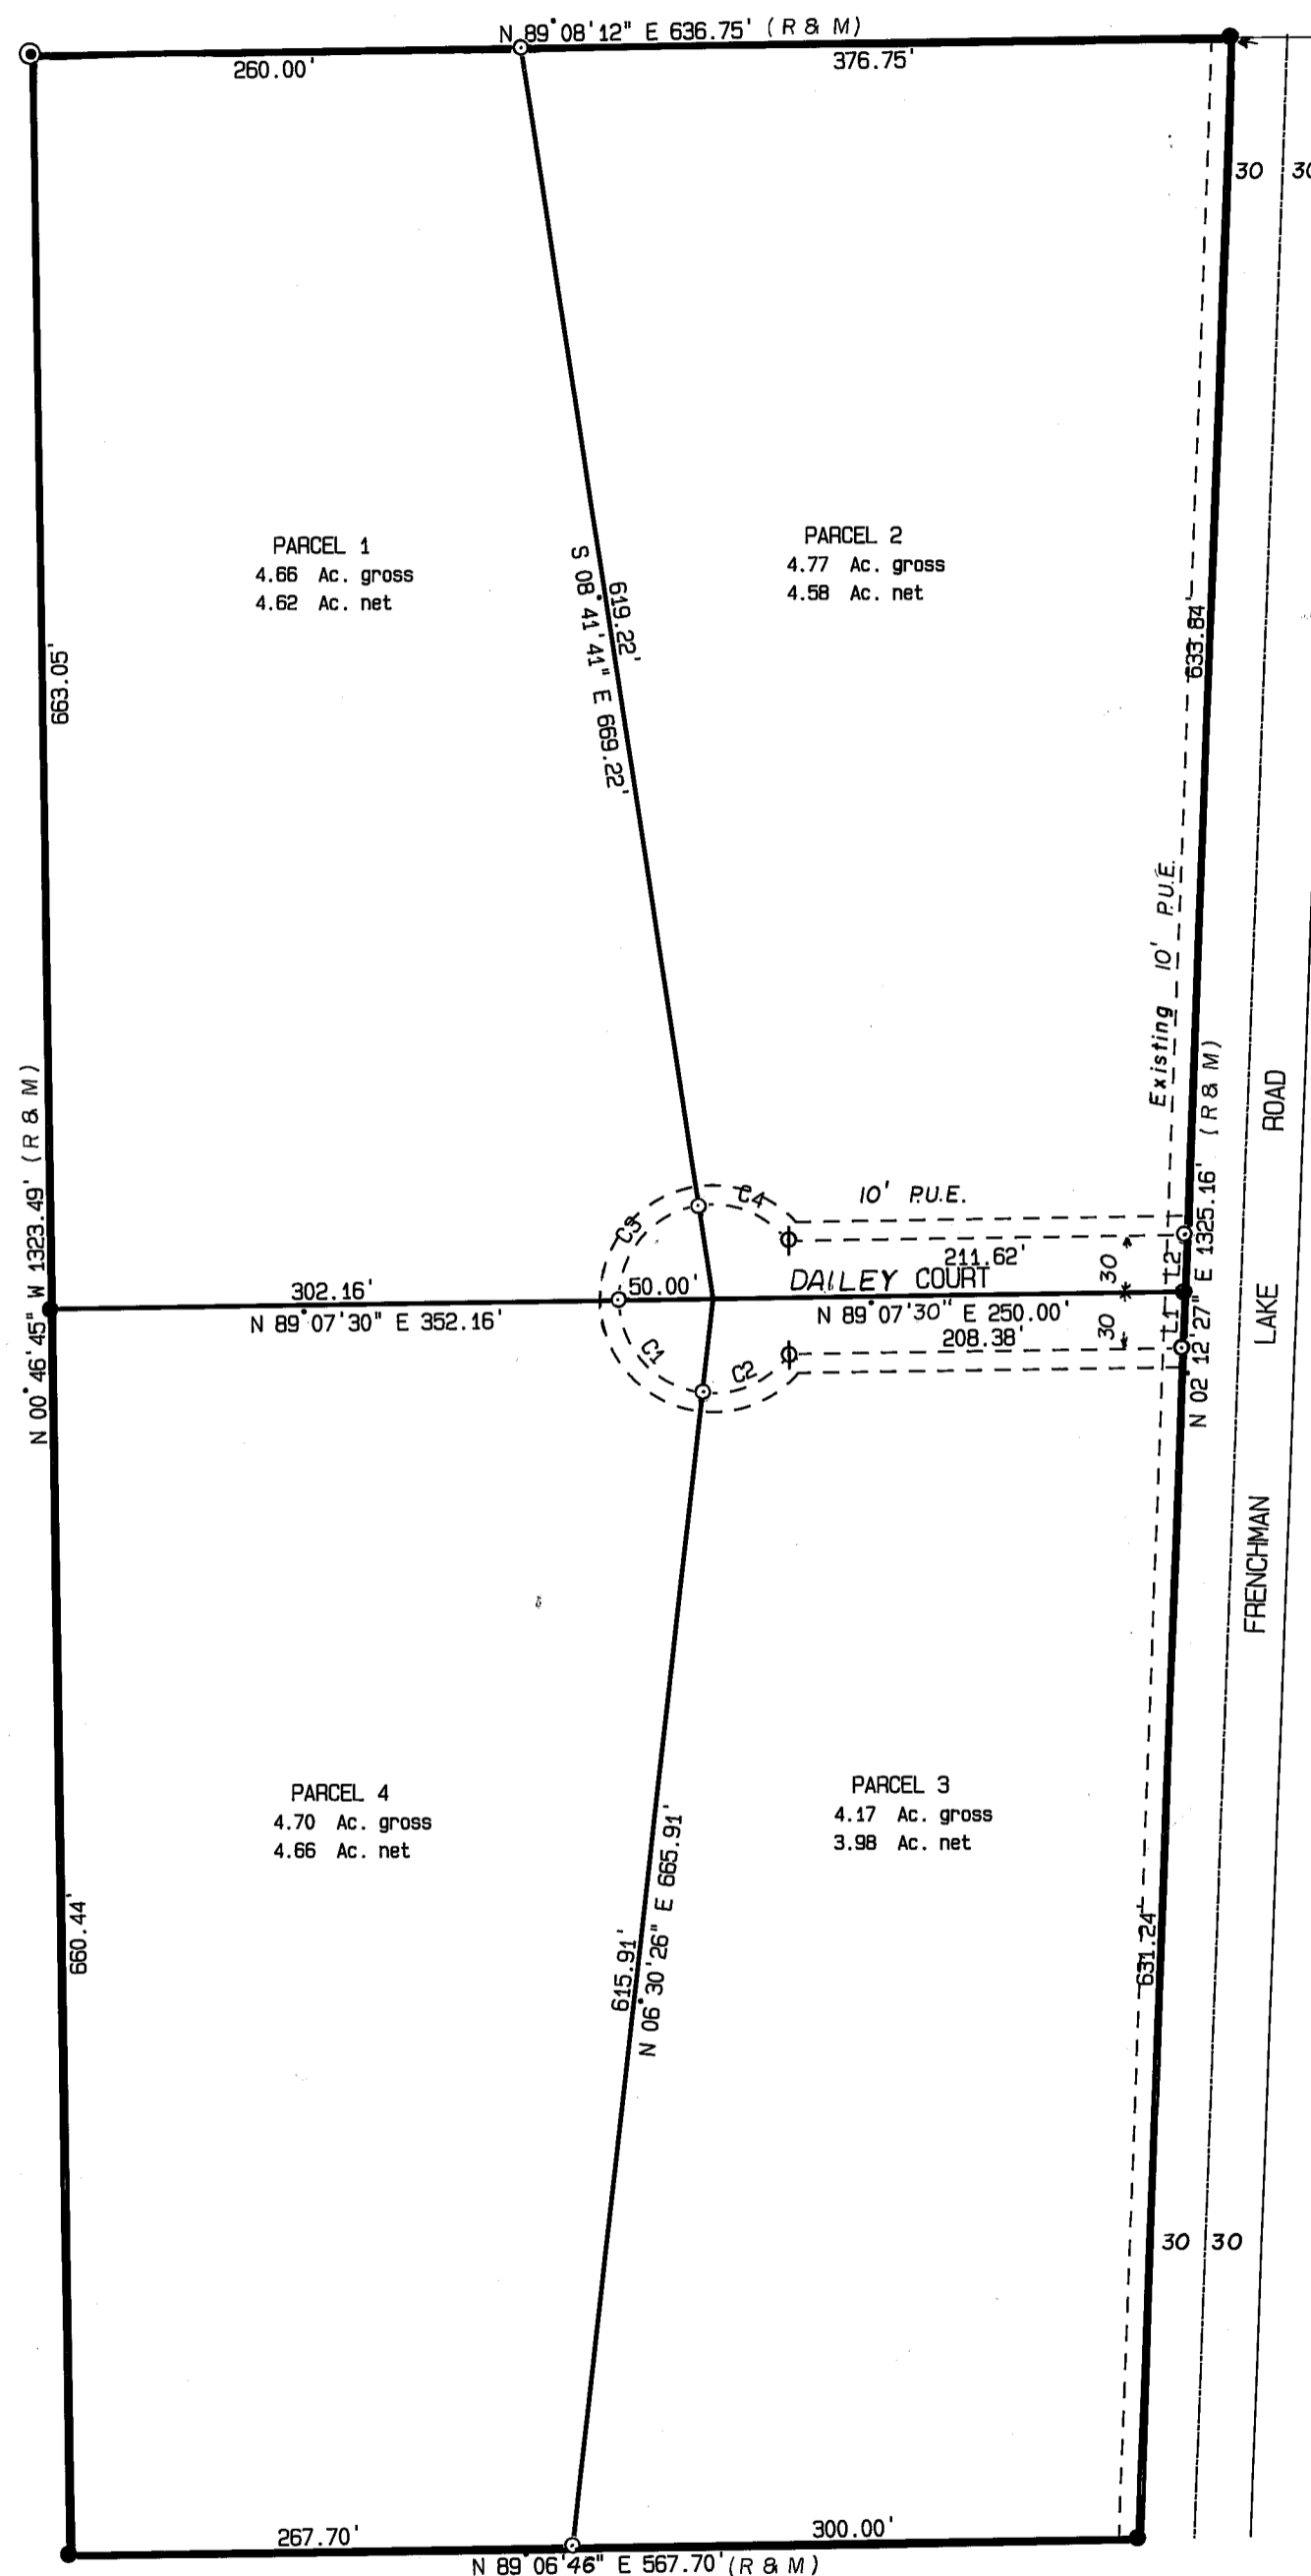 N 89°08'12" E 636.75' (R & M)
260.00'
376.75'
30
PARCEL 1
4.66 Ac. gross
4.62 Ac. net
PARCEL 2
4.77 Ac. gross
4.58 Ac. net
619.22'
S 08°41'41" E 669.22'
663.05'
633.84'
Existing 10' P.U.E.
N 00°46'45" W 1323.49' (R & M)
N 02°12'27" E 1325.16' (R & M)
FRENCHMAN LAKE ROAD
C3
C4
10' P.U.E.
211.62'
30
L2
302.16'
50.00'
DAILEY COURT
N 89°07'30" E 352.16'
N 89°07'30" E 250.00'
30
L1
208.38'
C1
C2
PARCEL 4
4.70 Ac. gross
4.66 Ac. net
PARCEL 3
4.17 Ac. gross
3.98 Ac. net
615.91'
N 06°30'26" E 665.91'
660.44'
631.24'
30 30
267.70'
300.00'
N 89°06'46" E 567.70' (R & M)